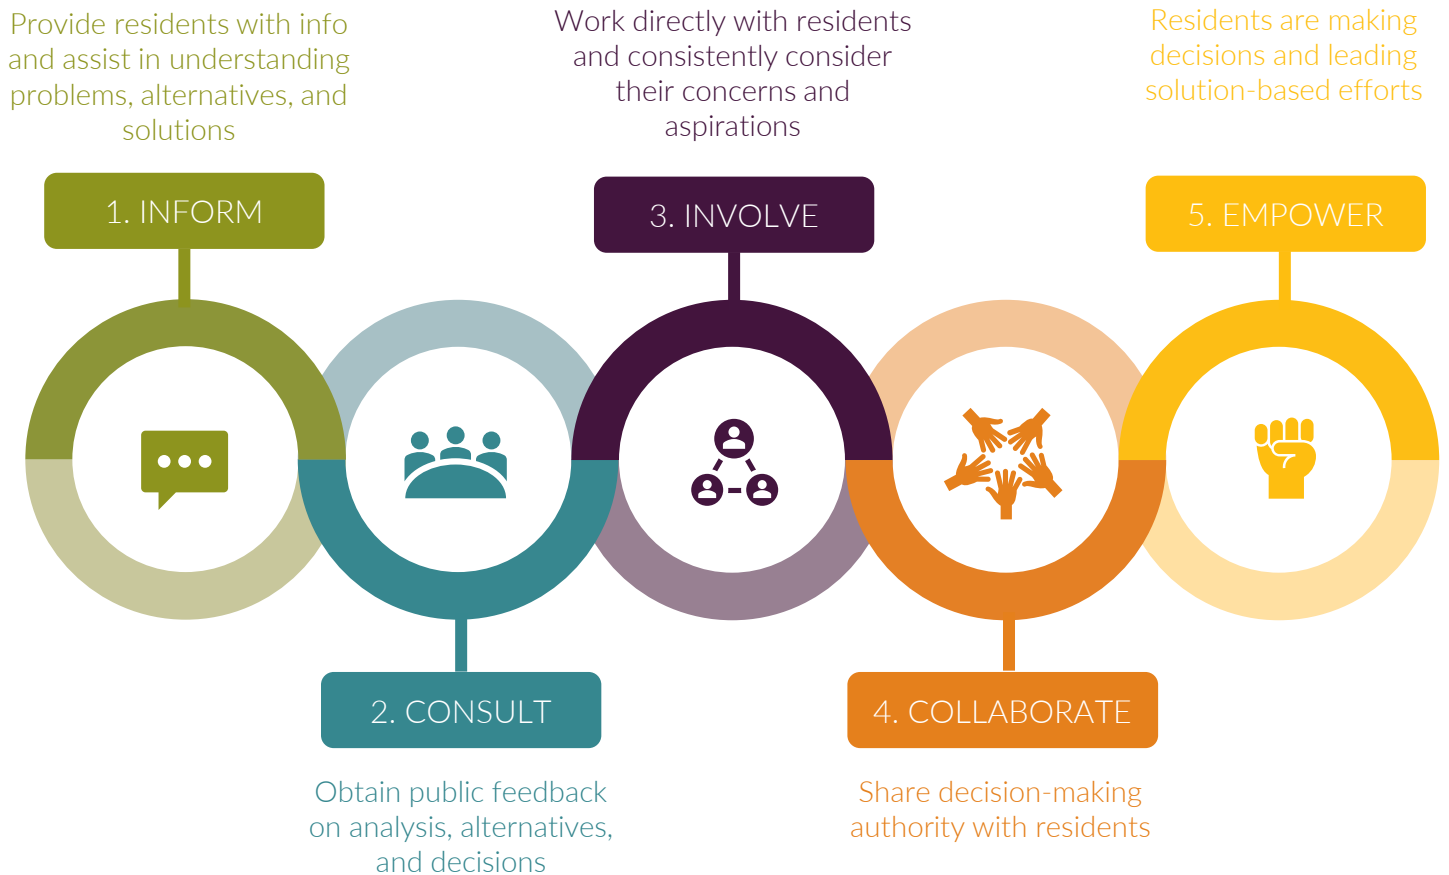 Provide residents with info
and assist in understanding
problems, alternatives, and
solutions
1. INFORM
Obtain public feedback
on analysis, alternatives,
and decisions
2. CONSULT
Work directly with residents
and consistently consider
their concerns and
aspirations
3. INVOLVE
4. COLLABORATE
Share decision-making
authority with residents
Residents are making
decisions and leading
solution-based efforts
5. EMPOWER